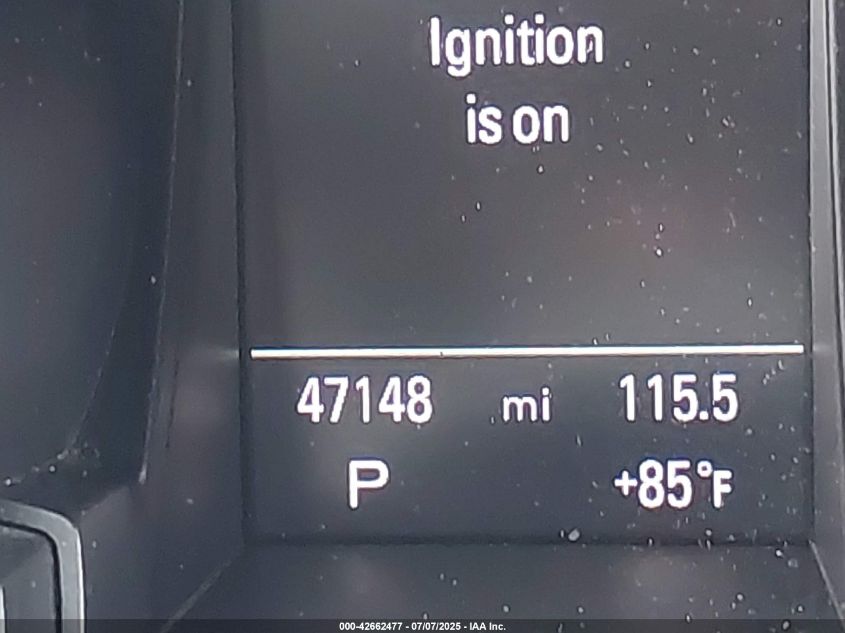 Ignition
is on
47148 mi 115.5
P +85°F
000-42662477 - 07/07/2025 - IAA Inc.